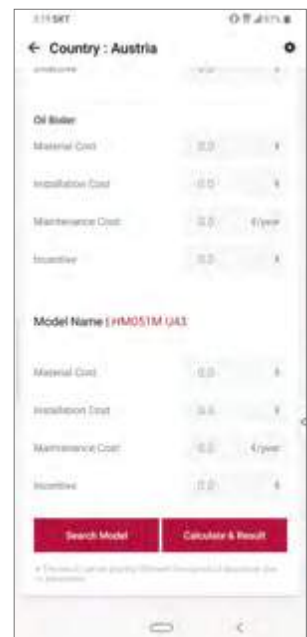 ← Country : Austria
Oil Boiler
Material Cost 0.0 €
Installation Cost 0.0 €
Maintenance Cost 0.0 €/year
Incentive 0.0 €
Model Name : HM051M U43
Material Cost 0.0 €
Installation Cost 0.0 €
Maintenance Cost 0.0 €/year
Incentive 0.0 €
Search Model Calculate & Result